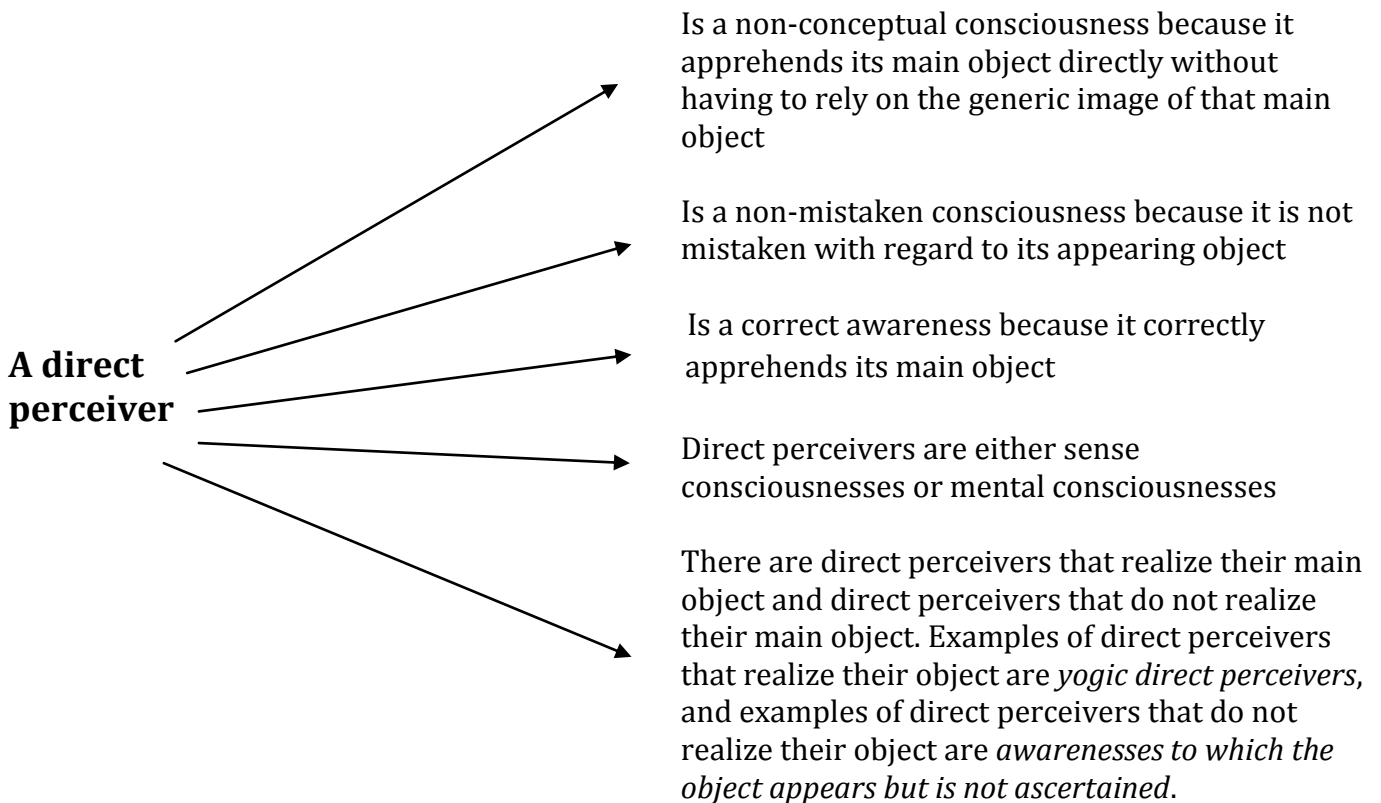 Is a non-conceptual consciousness because it
apprehends its main object directly without
having to rely on the generic image of that main
object
Is a non-mistaken consciousness because it is not
mistaken with regard to its appearing object
Is a correct awareness because it correctly
apprehends its main object
A direct
perceiver
Direct perceivers are either sense
consciousnesses or mental consciousnesses
There are direct perceivers that realize their main
object and direct perceivers that do not realize
their main object. Examples of direct perceivers
that realize their object are yogic direct perceivers,
and examples of direct perceivers that do not
realize their object are awarenesses to which the
object appears but is not ascertained.